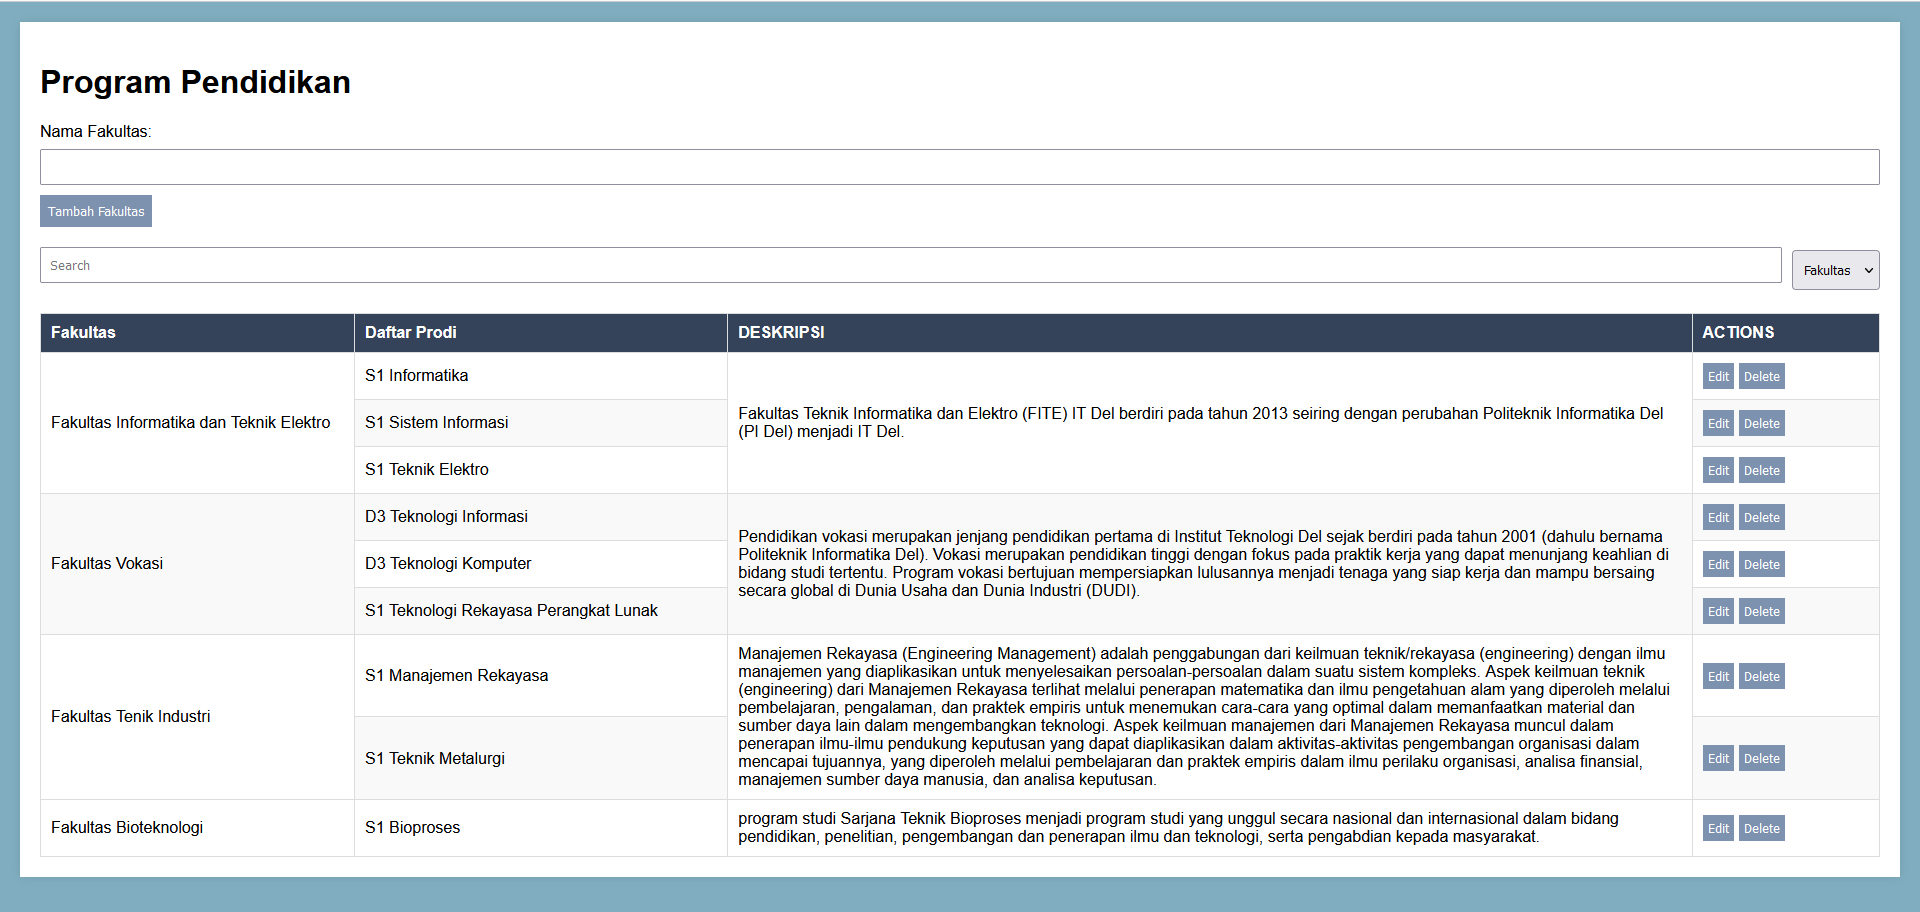 Program Pendidikan
Nama Fakultas:
Tambah Fakultas
Search
Fakultas
Fakultas Daftar Prodi DESKRIPSI ACTIONS
Fakultas Informatika dan Teknik Elektro
S1 Informatika
Fakultas Teknik Informatika dan Elektro (FITE) IT Del berdiri pada tahun 2013 seiring dengan perubahan Politeknik Informatika Del
(PI Del) menjadi IT Del.
Edit Delete
S1 Sistem Informasi
Edit Delete
S1 Teknik Elektro
Edit Delete
Fakultas Vokasi
D3 Teknologi Informasi
Pendidikan vokasi merupakan jenjang pendidikan pertama di Institut Teknologi Del sejak berdiri pada tahun 2001 (dahulu bernama
Politeknik Informatika Del). Vokasi merupakan pendidikan tinggi dengan fokus pada praktik kerja yang dapat menunjang keahlian di
bidang studi tertentu. Program vokasi bertujuan mempersiapkan lulusannya menjadi tenaga yang siap kerja dan mampu bersaing
secara global di Dunia Usaha dan Dunia Industri (DUDI).
Edit Delete
D3 Teknologi Komputer
Edit Delete
S1 Teknologi Rekayasa Perangkat Lunak
Edit Delete
Fakultas Tenik Industri
S1 Manajemen Rekayasa
Manajemen Rekayasa (Engineering Management) adalah penggabungan dari keilmuan teknik/rekayasa (engineering) dengan ilmu
manajemen yang diaplikasikan untuk menyelesaikan persoalan-persoalan dalam suatu sistem kompleks. Aspek keilmuan teknik
(engineering) dari Manajemen Rekayasa terlihat melalui penerapan matematika dan ilmu pengetahuan alam yang diperoleh melalui
pembelajaran, pengalaman, dan praktek empiris untuk menemukan cara-cara yang optimal dalam memanfaatkan material dan
sumber daya lain dalam mengembangkan teknologi. Aspek keilmuan manajemen dari Manajemen Rekayasa muncul dalam
penerapan ilmu-ilmu pendukung keputusan yang dapat diaplikasikan dalam aktivitas-aktivitas pengembangan organisasi dalam
mencapai tujuannya, yang diperoleh melalui pembelajaran dan praktek empiris dalam ilmu perilaku organisasi, analisa finansial,
manajemen sumber daya manusia, dan analisa keputusan.
Edit Delete
S1 Teknik Metalurgi
Edit Delete
Fakultas Bioteknologi
S1 Bioproses
program studi Sarjana Teknik Bioproses menjadi program studi yang unggul secara nasional dan internasional dalam bidang
pendidikan, penelitian, pengembangan dan penerapan ilmu dan teknologi, serta pengabdian kepada masyarakat.
Edit Delete